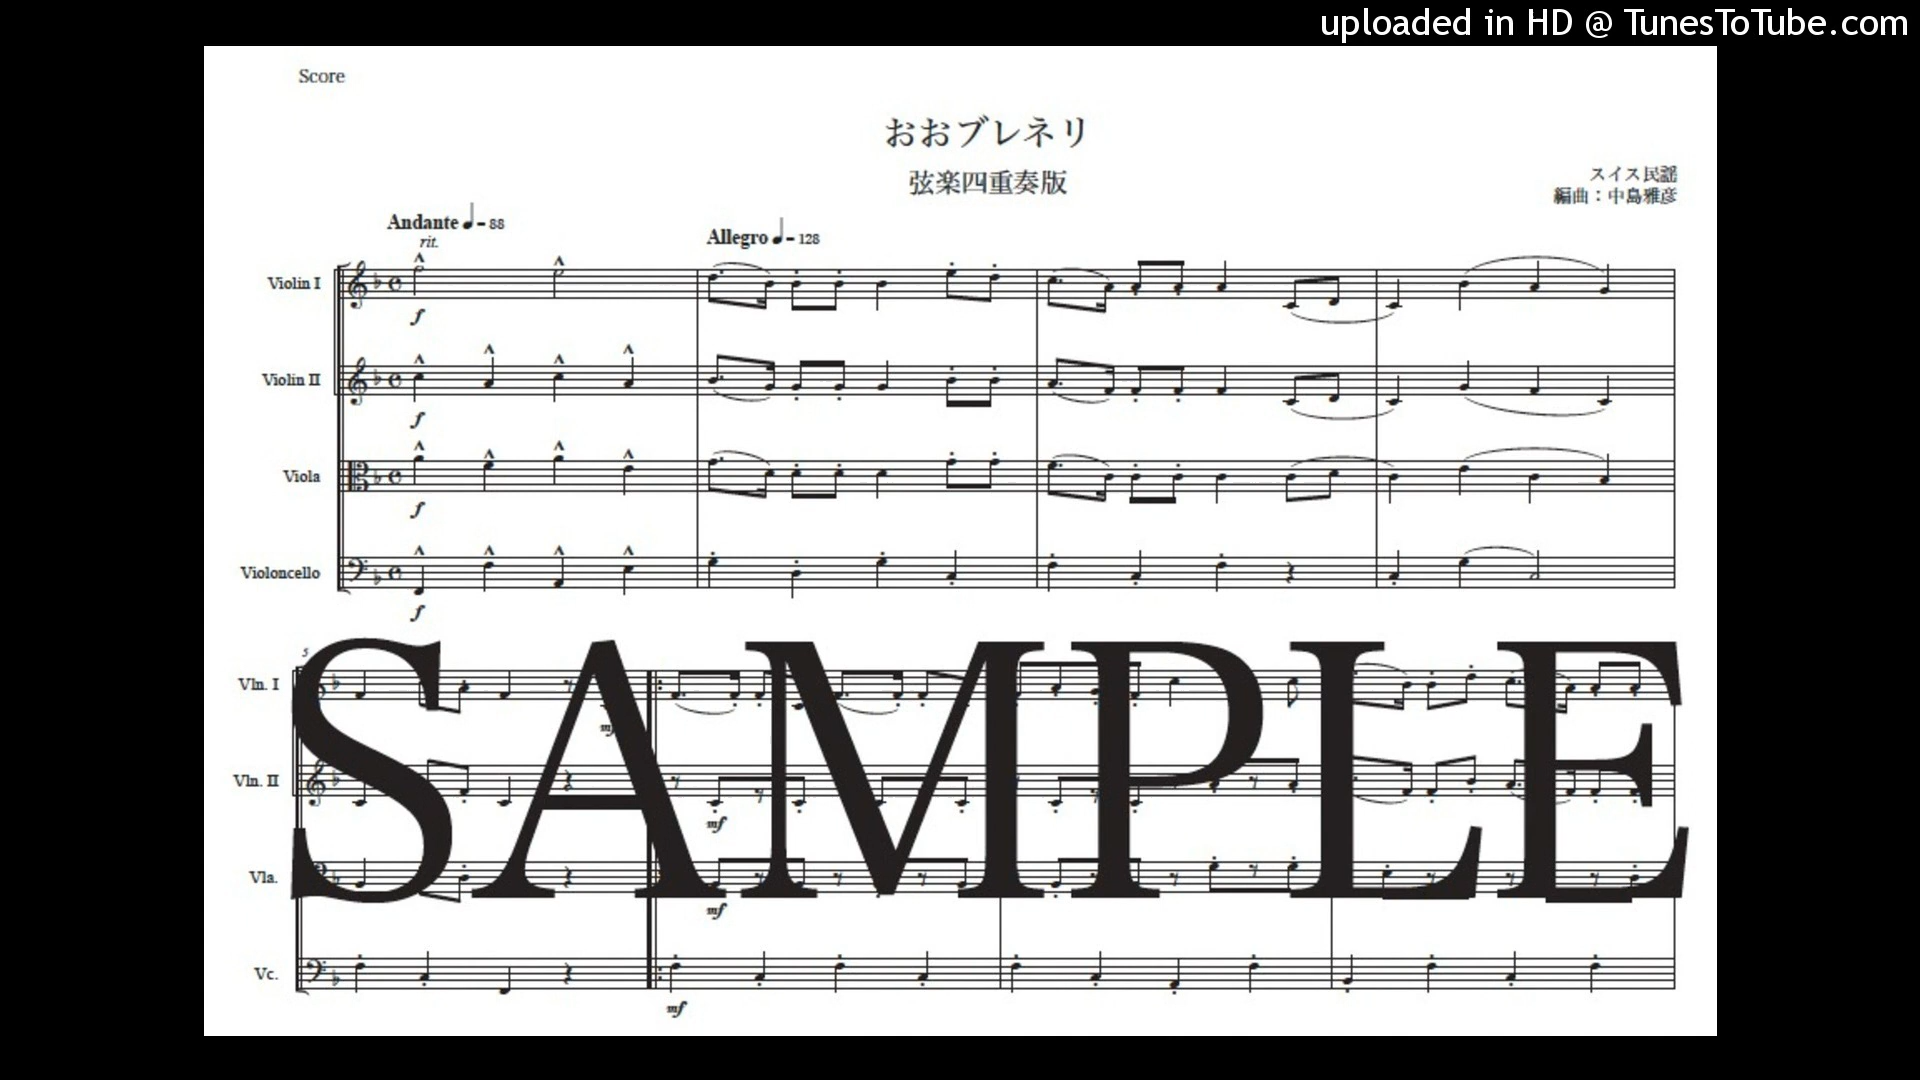 uploaded in HD @ TunesToTube.com
Score
おおブレネリ
弦楽四重奏版
スイス民謡
編曲：中島雅彦
Andante ♩= 88
rit.
Allegro ♩= 128
Violin I
f
Violin II
f
Viola
f
Violoncello
f
SAMPLE
5
Vln. I
mf
Vln. II
mf
Vla.
mf
Vc.
mf